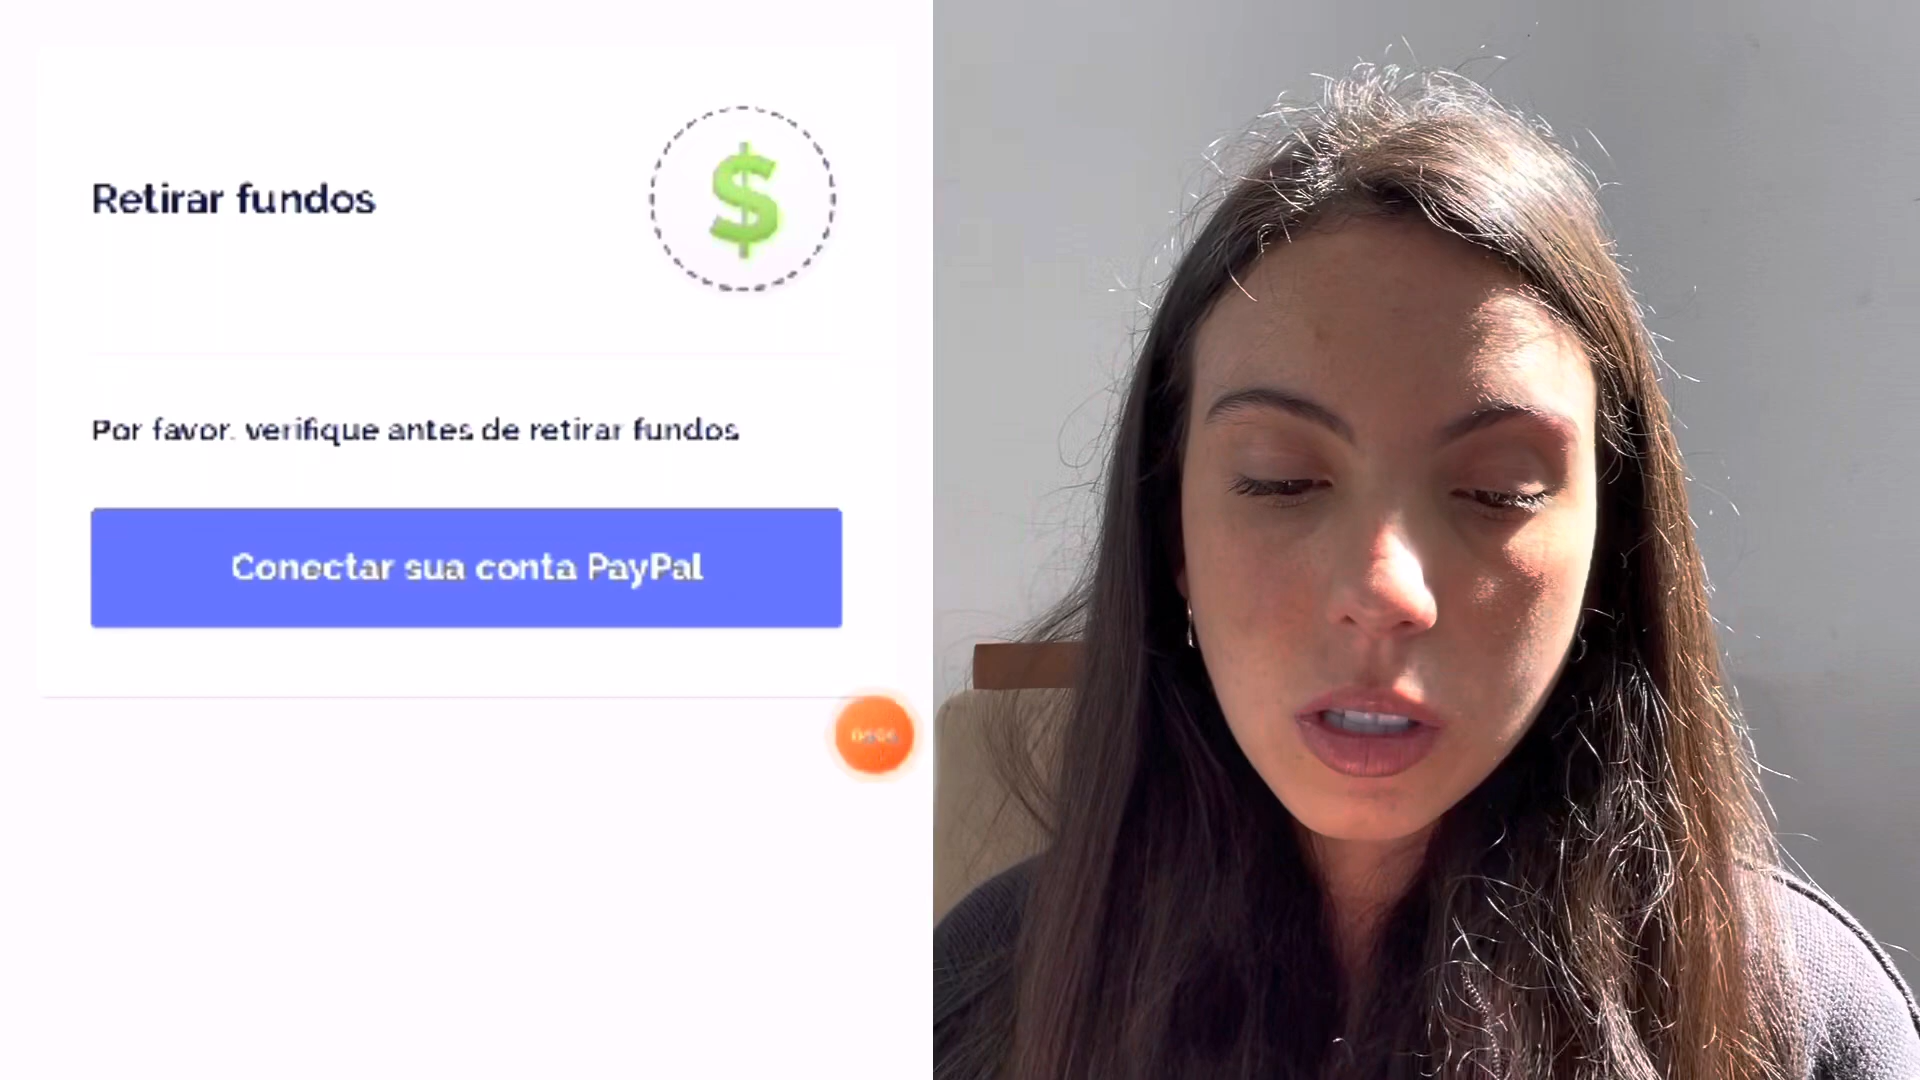 Retirar fundos
$
Por favor, verifique antes de retirar fundos
Conectar sua conta PayPal